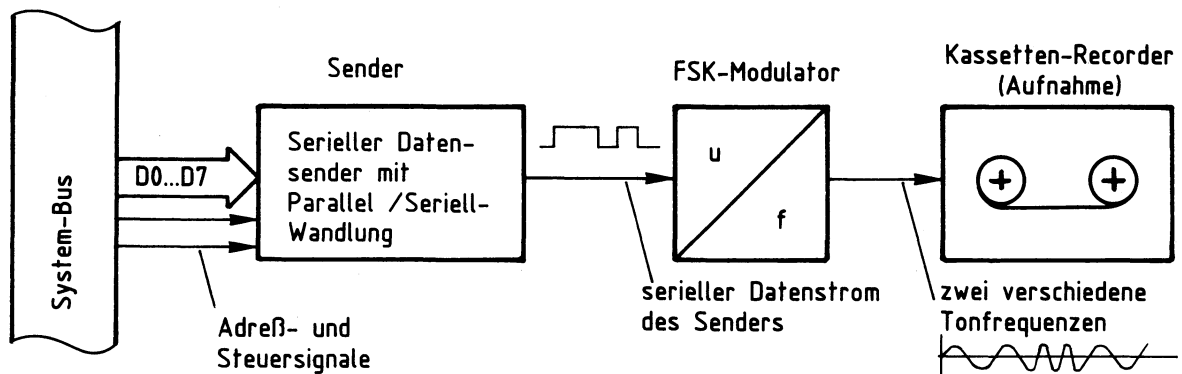 Sender
FSK-Modulator
Kassetten-Recorder
(Aufnahme)
System-Bus
D0...D7
Serieller Daten-
sender mit
Parallel /Seriell-
Wandlung
u
f
Adreß- und
Steuersignale
serieller Datenstrom
des Senders
zwei verschiedene
Tonfrequenzen